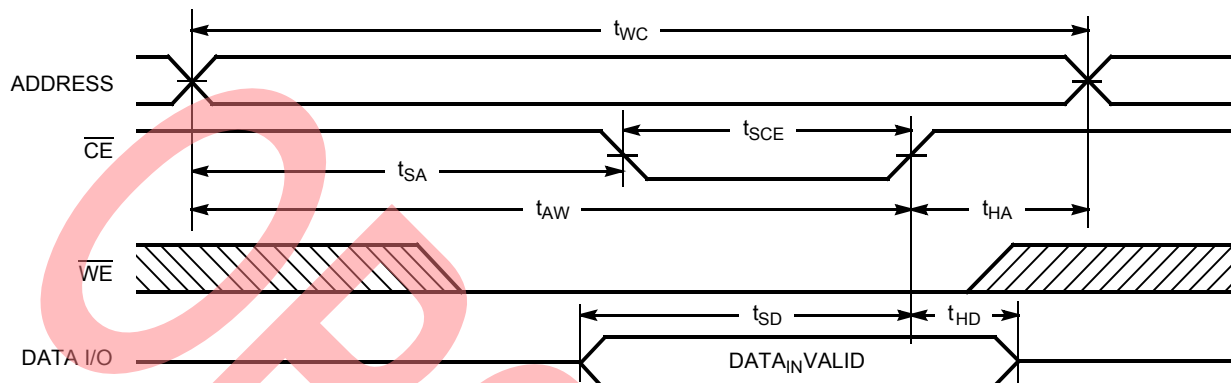 tWC
ADDRESS
CE
tSCE
tSA
tAW
tHA
WE
tSD
tHD
DATA I/O
DATAINVALID